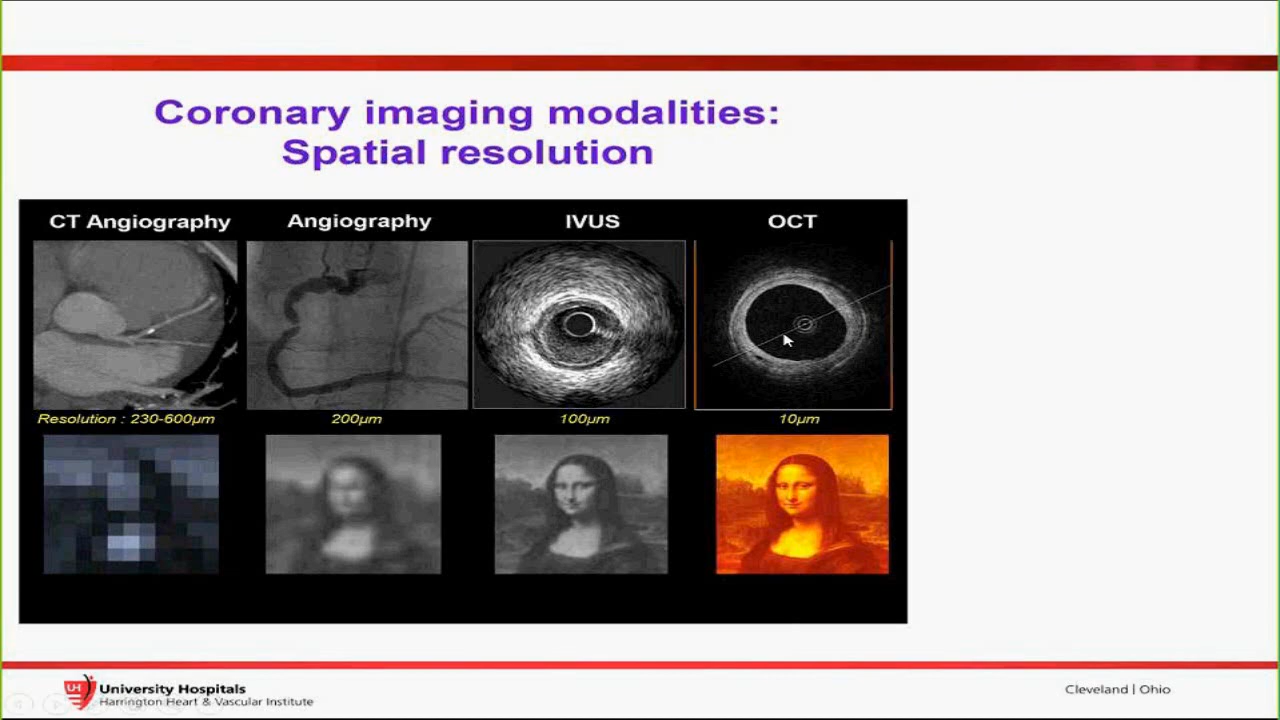 Coronary imaging modalities:
Spatial resolution
CT Angiography Angiography IVUS OCT
Resolution : 230-600µm 200µm 100µm 10µm
UH University Hospitals
Harrington Heart & Vascular Institute
Cleveland | Ohio